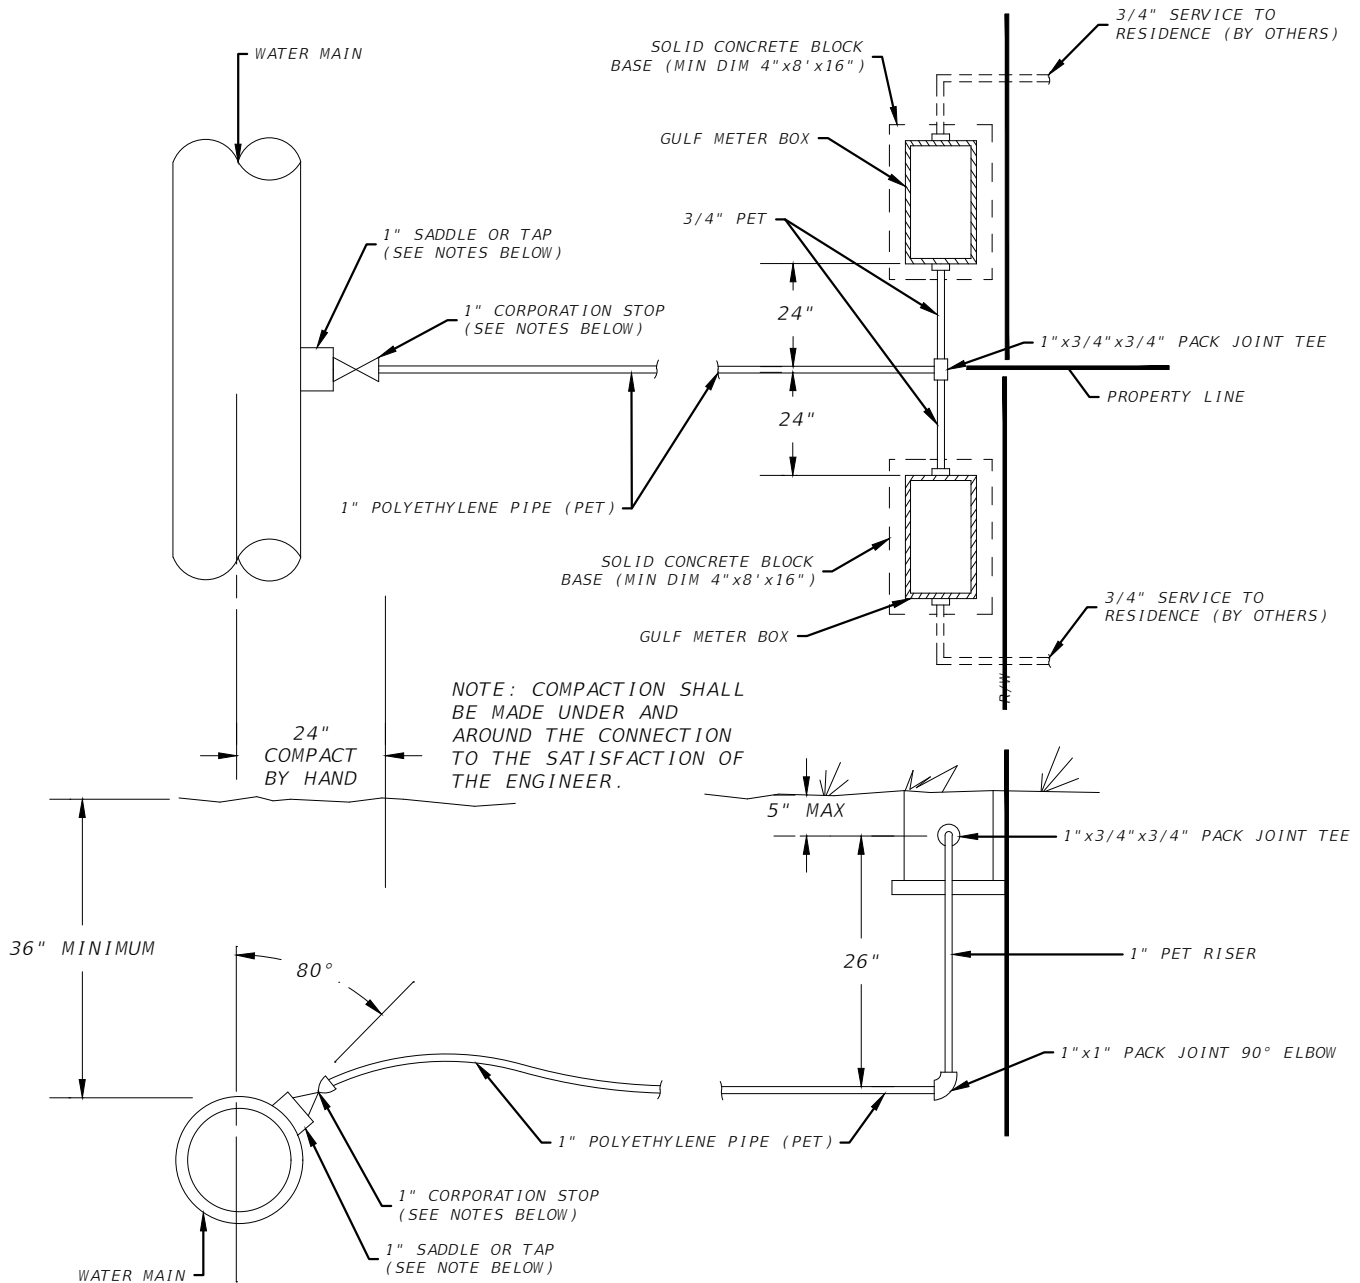 3/4" SERVICE TO
RESIDENCE (BY OTHERS)
SOLID CONCRETE BLOCK
BASE (MIN DIM 4"x8'x16")
WATER MAIN
GULF METER BOX
3/4" PET
1" SADDLE OR TAP
(SEE NOTES BELOW)
1" CORPORATION STOP
(SEE NOTES BELOW)
24"
1"x3/4"x3/4" PACK JOINT TEE
PROPERTY LINE
24"
1" POLYETHYLENE PIPE (PET)
SOLID CONCRETE BLOCK
BASE (MIN DIM 4"x8'x16")
3/4" SERVICE TO
RESIDENCE (BY OTHERS)
GULF METER BOX
R/W
NOTE: COMPACTION SHALL
BE MADE UNDER AND
AROUND THE CONNECTION
TO THE SATISFACTION OF
THE ENGINEER.
24"
COMPACT
BY HAND
5" MAX
1"x3/4"x3/4" PACK JOINT TEE
36" MINIMUM
80°
26"
1" PET RISER
1"x1" PACK JOINT 90° ELBOW
1" POLYETHYLENE PIPE (PET)
1" CORPORATION STOP
(SEE NOTES BELOW)
1" SADDLE OR TAP
(SEE NOTE BELOW)
WATER MAIN